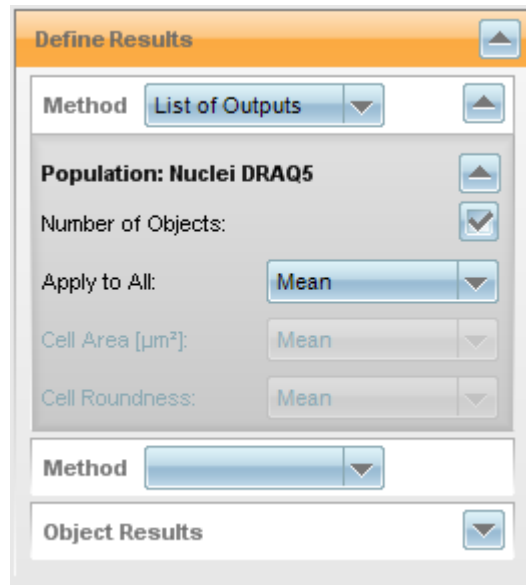 Define Results
Method List of Outputs
Population: Nuclei DRAQ5
Number of Objects:
Apply to All: Mean
Cell Area [µm²]: Mean
Cell Roundness: Mean
Method
Object Results